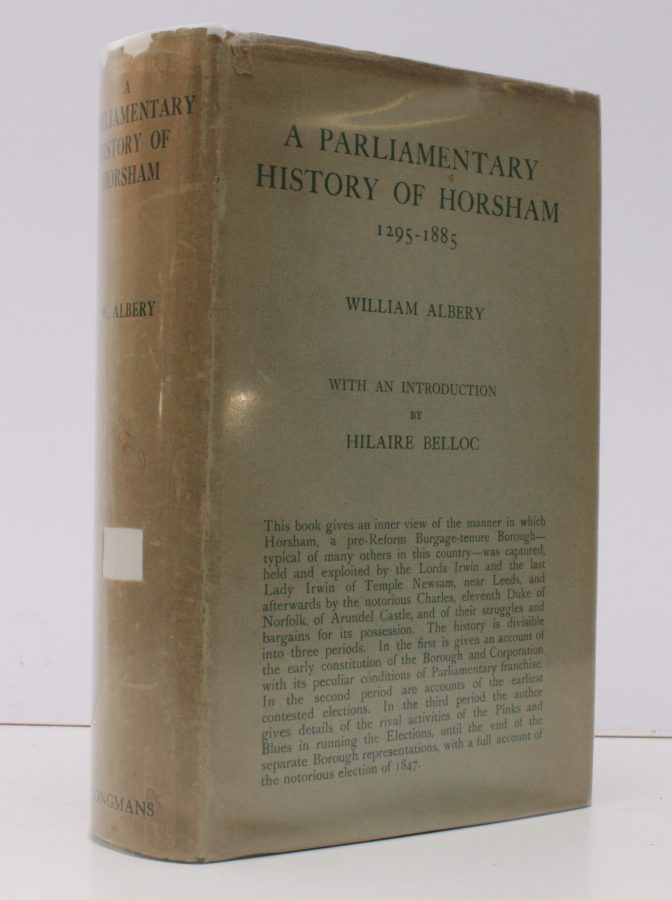 A
PARLIAMENTARY
HISTORY OF
HORSHAM
W. ALBERY
LONGMANS
A PARLIAMENTARY
HISTORY OF HORSHAM
1295-1885
WILLIAM ALBERY
WITH AN INTRODUCTION
BY
HILAIRE BELLOC
This book gives an inner view of the manner in which
Horsham, a pre-Reform Burgage-tenure Borough—
typical of many others in this country—was captured,
held and exploited by the Lords Irwin and the last
Lady Irwin of Temple Newsam, near Leeds, and
afterwards by the notorious Charles, eleventh Duke of
Norfolk, of Arundel Castle, and of their struggles and
bargains for its possession. The history is divisible
into three periods. In the first is given an account of
the early constitution of the Borough and Corporation
with its peculiar conditions of Parliamentary franchise.
In the second period are accounts of the earliest
contested elections. In the third period the author
gives details of the rival activities of the Pinks and
Blues in running the Elections, until the end of the
separate Borough representations, with a full account of
the notorious election of 1847.